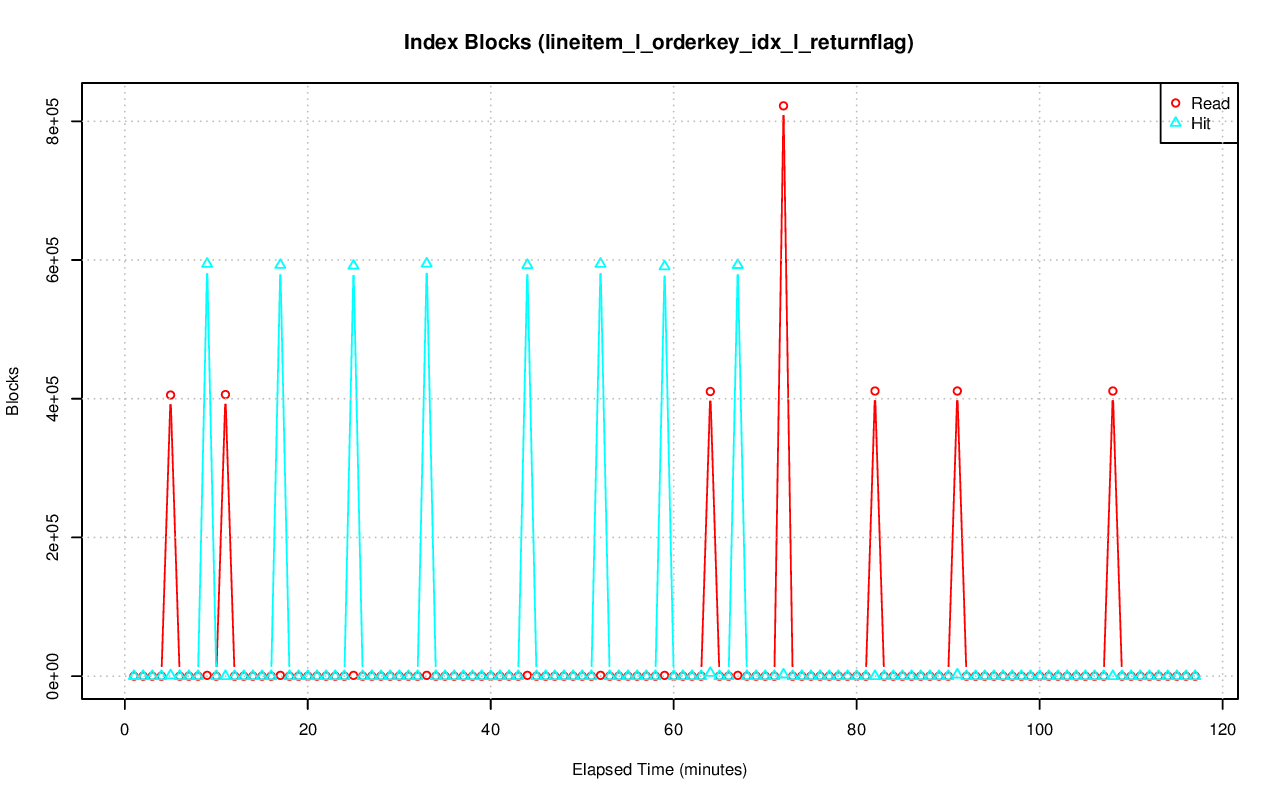 Index Blocks (lineitem_l_orderkey_idx_l_returnflag)
Read
Hit
Blocks
8e+05
6e+05
4e+05
2e+05
0e+00
0 20 40 60 80 100 120
Elapsed Time (minutes)